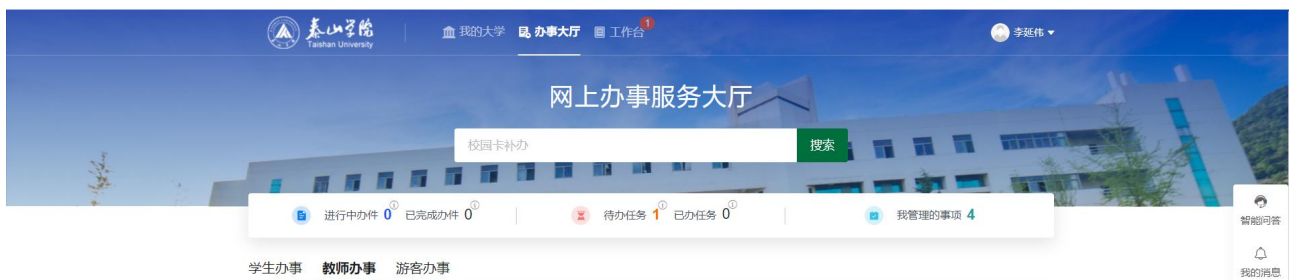 泰山学院
Taishan University
我的大学 办事大厅 工作台 1
李延伟
网上办事服务大厅
校园卡补办 搜索
进行中办件 0 已完成办件 0 待办任务 1 已办任务 0 我管理的事项 4
智能问答
学生办事 教师办事 游客办事
我的消息